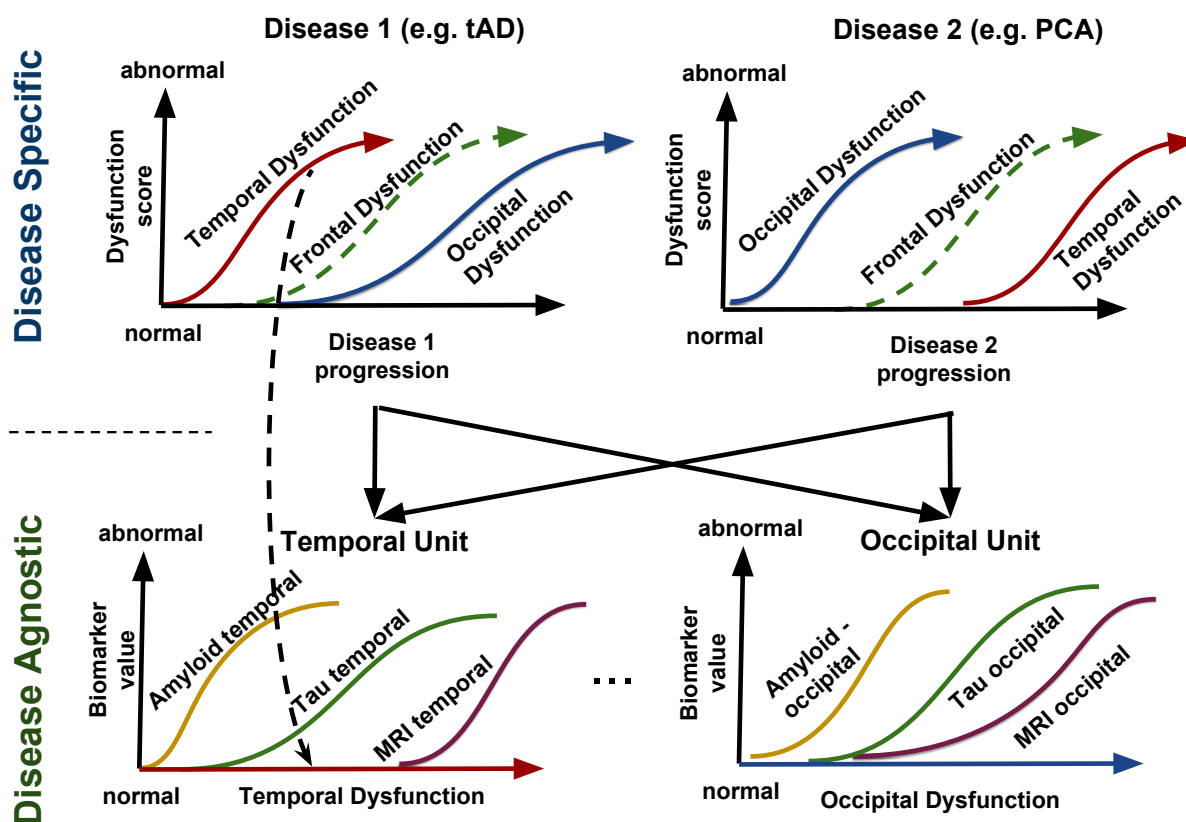 Disease Specific
Disease 1 (e.g. tAD)
abnormal
Dysfunction
score
Temporal Dysfunction
Frontal Dysfunction
Occipital
Dysfunction
normal
Disease 1
progression
Disease 2 (e.g. PCA)
abnormal
Dysfunction
score
Occipital Dysfunction
Frontal Dysfunction
Temporal
Dysfunction
normal
Disease 2
progression
Disease Agnostic
abnormal
Temporal Unit
Biomarker
value
Amyloid temporal
Tau temporal
MRI temporal
normal
Temporal Dysfunction
...
abnormal
Occipital Unit
Biomarker
value
Amyloid -
occipital
Tau occipital
MRI occipital
normal
Occipital Dysfunction